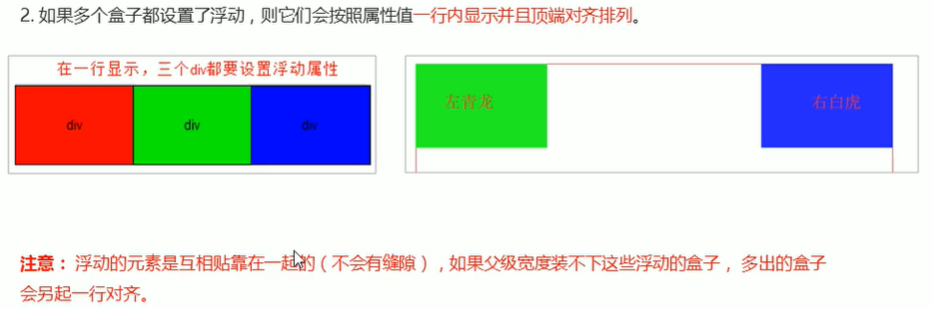 2. 如果多个盒子都设置了浮动，则它们会按照属性值一行内显示并且顶端对齐排列。
在一行显示，三个div都要设置浮动属性
div
div
div
左青龙
右白虎
注意：浮动的元素是互相贴靠在一起的（不会有缝隙），如果父级宽度装不下这些浮动的盒子，多出的盒子
会另起一行对齐。